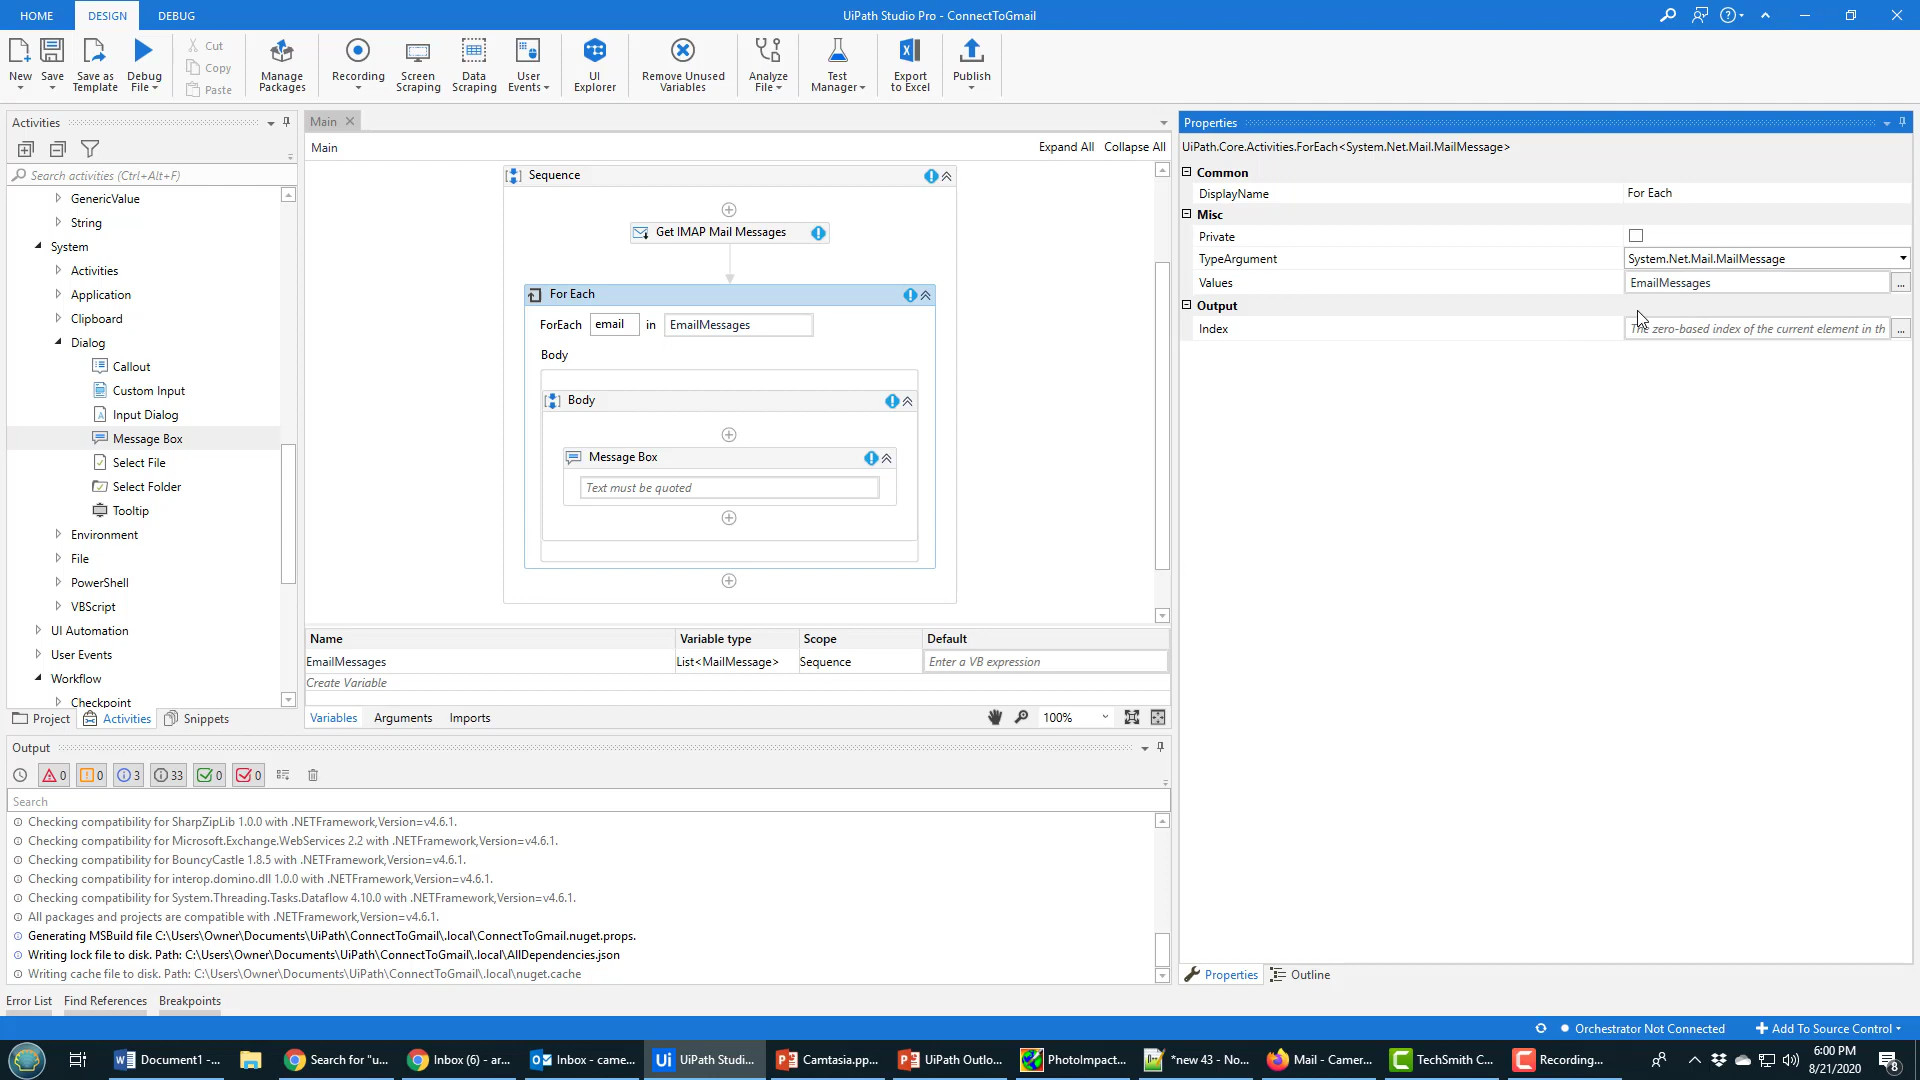 HOME DESIGN DEBUG
UiPath Studio Pro - ConnectToGmail
New Save Save as Template Debug File
Cut
Copy
Paste
Manage Packages Recording Screen Scraping Data Scraping User Events UI Explorer Remove Unused Variables Analyze File Test Manager Export to Excel Publish
Activities
Search activities (Ctrl+Alt+F)
GenericValue
String
System
Activities
Application
Clipboard
Dialog
Callout
Custom Input
Input Dialog
Message Box
Select File
Select Folder
Tooltip
Environment
File
PowerShell
VBScript
UI Automation
User Events
Workflow
Checkpoint
Project Activities Snippets
Main
Main Expand All Collapse All
Sequence
Get IMAP Mail Messages
For Each
ForEach email in EmailMessages
Body
Body
Message Box
Text must be quoted
Name Variable type Scope Default
EmailMessages List<MailMessage> Sequence Enter a VB expression
Create Variable
Variables Arguments Imports 100%
Properties
UiPath.Core.Activities.ForEach<System.Net.Mail.MailMessage>
Common
DisplayName For Each
Misc
Private
TypeArgument System.Net.Mail.MailMessage
Values EmailMessages ...
Output
Index The zero-based index of the current element in th ...
Properties Outline
Output
0 0 3 33 0 0
Search
Checking compatibility for SharpZipLib 1.0.0 with .NETFramework,Version=v4.6.1.
Checking compatibility for Microsoft.Exchange.WebServices 2.2 with .NETFramework,Version=v4.6.1.
Checking compatibility for BouncyCastle 1.8.5 with .NETFramework,Version=v4.6.1.
Checking compatibility for interop.domino.dll 1.0.0 with .NETFramework,Version=v4.6.1.
Checking compatibility for System.Threading.Tasks.Dataflow 4.10.0 with .NETFramework,Version=v4.6.1.
All packages and projects are compatible with .NETFramework,Version=v4.6.1.
Generating MSBuild file C:\Users\Owner\Documents\UiPath\ConnectToGmail\.local\ConnectToGmail.nuget.props.
Writing lock file to disk. Path: C:\Users\Owner\Documents\UiPath\ConnectToGmail\.local\AllDependencies.json
Writing cache file to disk. Path: C:\Users\Owner\Documents\UiPath\ConnectToGmail\.local\nuget.cache
Error List Find References Breakpoints
Orchestrator Not Connected Add To Source Control
Document1 -... Search for "u... Inbox (6) - ar... Inbox - came... UiPath Studi... Camtasia.pp... UiPath Outlo... PhotoImpact... *new 43 - No... Mail - Camer... TechSmith C... Recording...
6:00 PM
8/21/2020
8